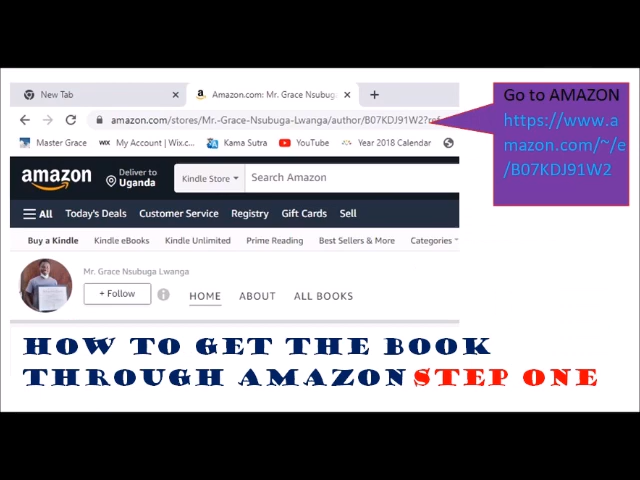 New Tab
Amazon.com: Mr. Grace Nsubuga
amazon.com/stores/Mr.-Grace-Nsubuga-Lwanga/author/B07KDJ91W2?ref
Master Grace
WiX My Account | Wix.c...
Kama Sutra
YouTube
Year 2018 Calendar
amazon
Deliver to
Uganda
Kindle Store
Search Amazon
All Today's Deals Customer Service Registry Gift Cards Sell
Buy a Kindle Kindle eBooks Kindle Unlimited Prime Reading Best Sellers & More Categories
Mr. Grace Nsubuga Lwanga
+ Follow
HOME ABOUT ALL BOOKS
Go to AMAZON
https://www.a
mazon.com/~/e
/B07KDJ91W2
HOW TO GET THE BOOK
THROUGH AMAZON STEP ONE